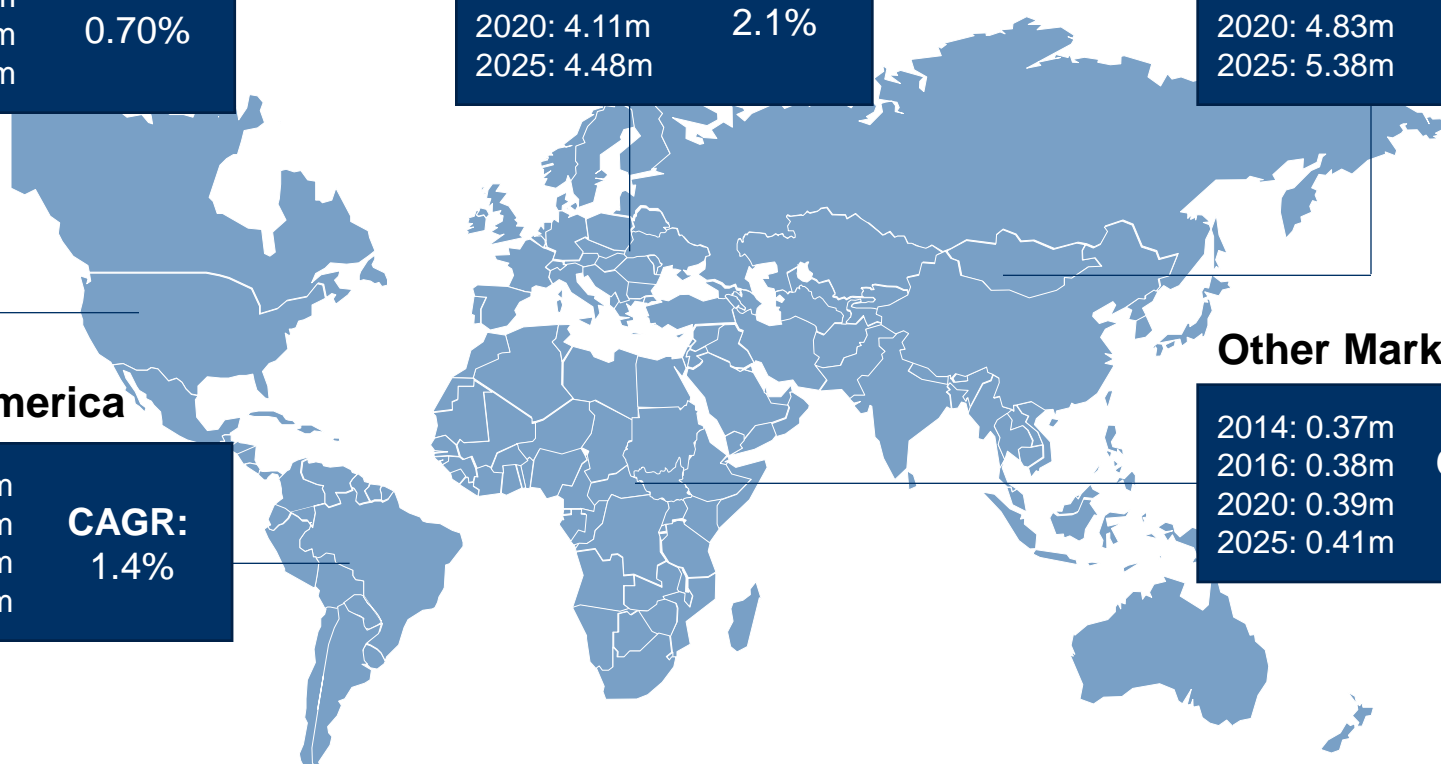 m
m
m
0.70%
2020: 4.11m
2025: 4.48m
2.1%
2020: 4.83m
2025: 5.38m
merica
m
m
m
m
CAGR:
1.4%
Other Mark
2014: 0.37m
2016: 0.38m
2020: 0.39m
2025: 0.41m